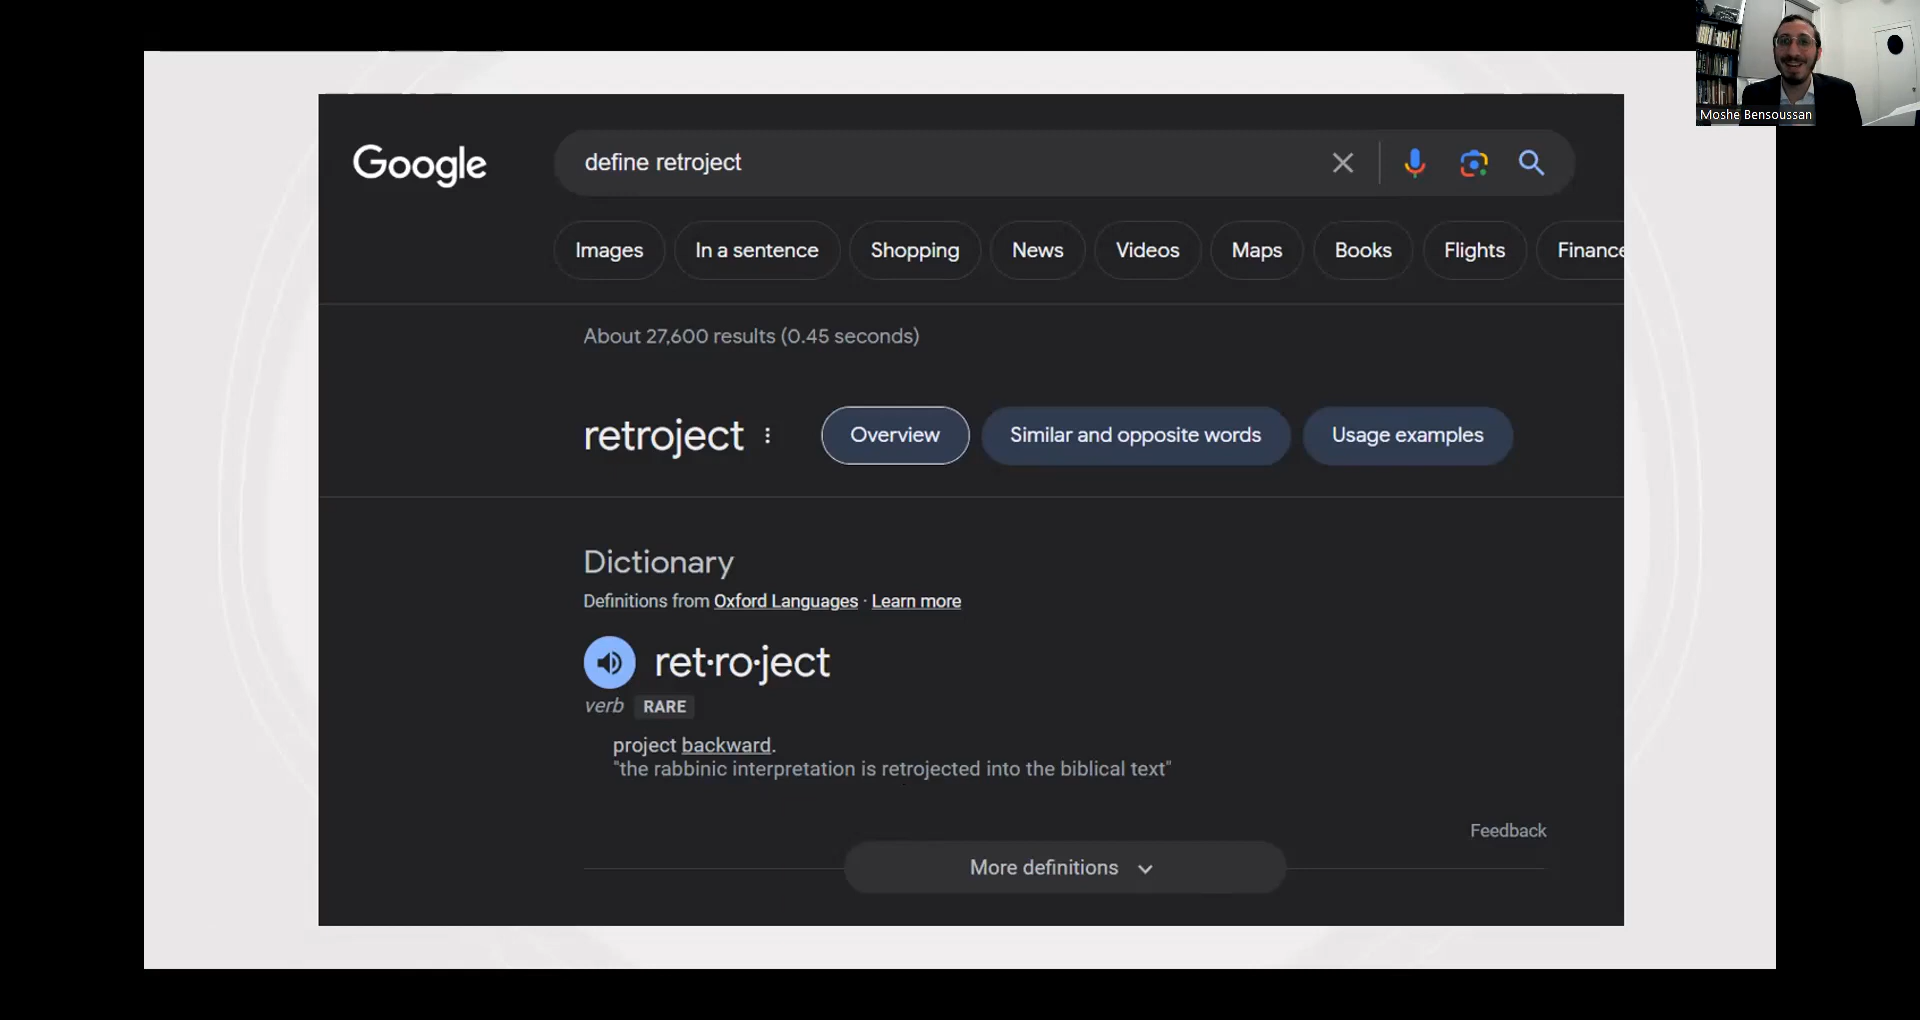 Moshe Bensoussan
Google
define retroject
Images In a sentence Shopping News Videos Maps Books Flights Finance
About 27,600 results (0.45 seconds)
retroject Overview Similar and opposite words Usage examples
Dictionary
Definitions from Oxford Languages · Learn more
ret·ro·ject
verb RARE
project backward.
"the rabbinic interpretation is retrojected into the biblical text"
Feedback
More definitions